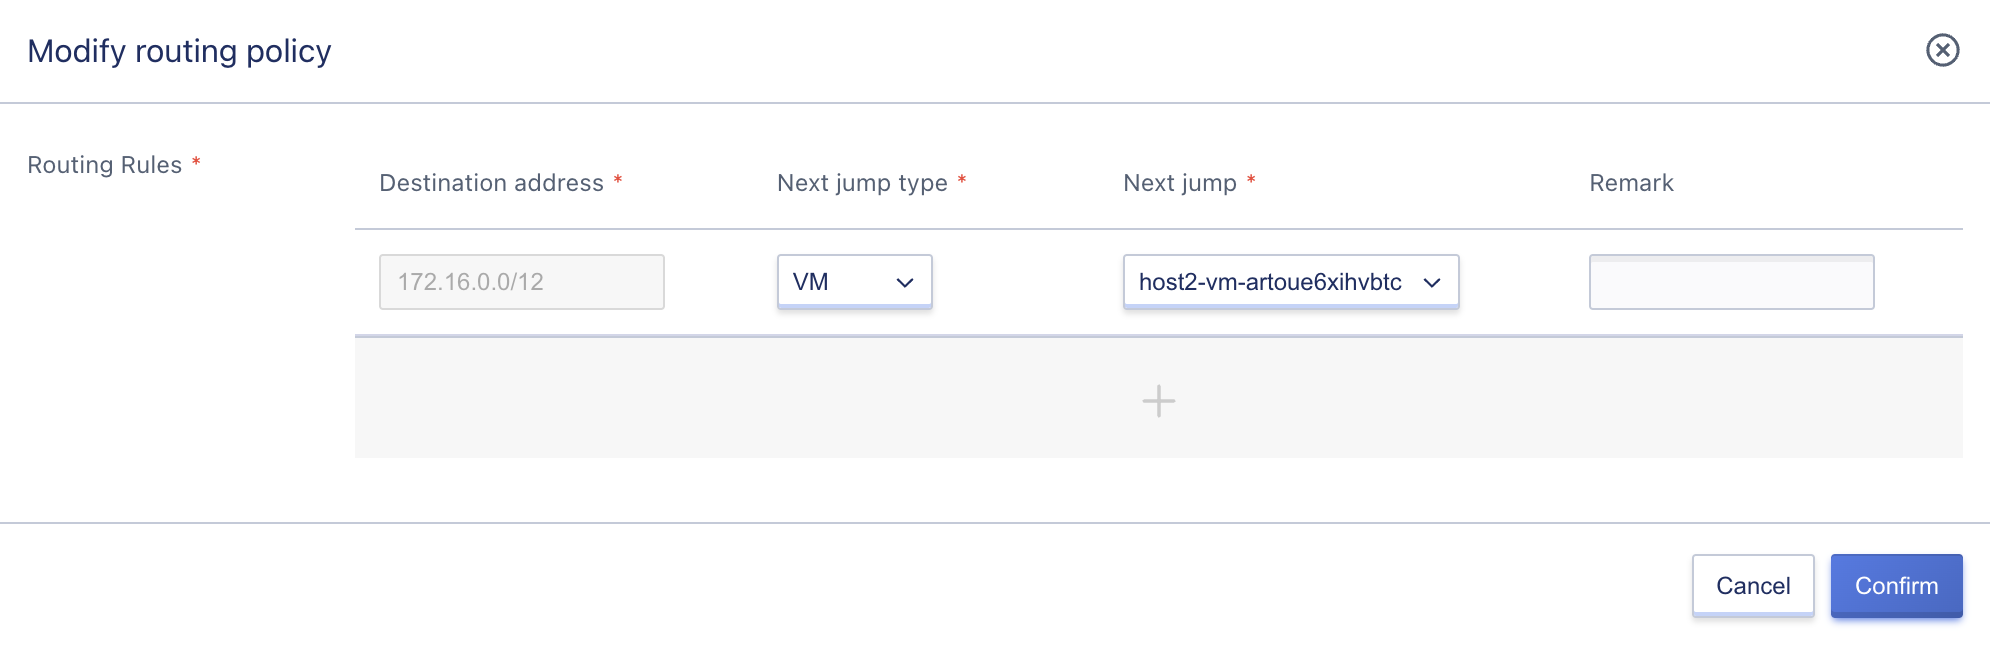 Modify routing policy
Routing Rules *
Destination address *
Next jump type *
Next jump *
Remark
172.16.0.0/12
VM
host2-vm-artoue6xihvbtc
Cancel
Confirm